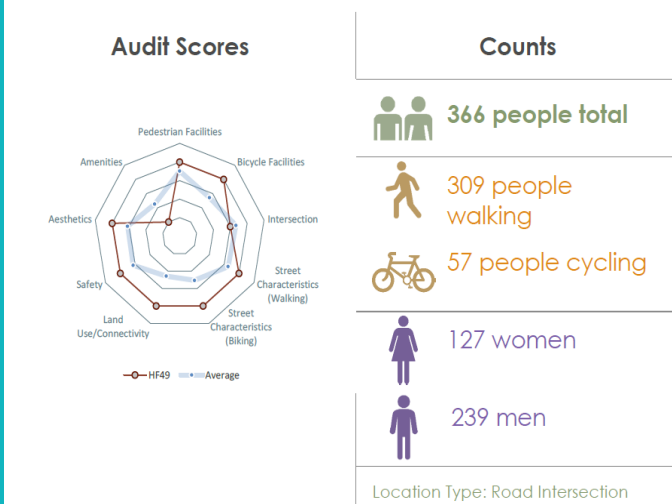 Audit Scores
Pedestrian Facilities
Amenities
Bicycle Facilities
Aesthetics
Intersection
Safety
Street
Characteristics
(Walking)
Land
Use/Connectivity
Street
Characteristics
(Biking)
HF49
Average
Counts
366 people total
309 people
walking
57 people cycling
127 women
239 men
Location Type: Road Intersection